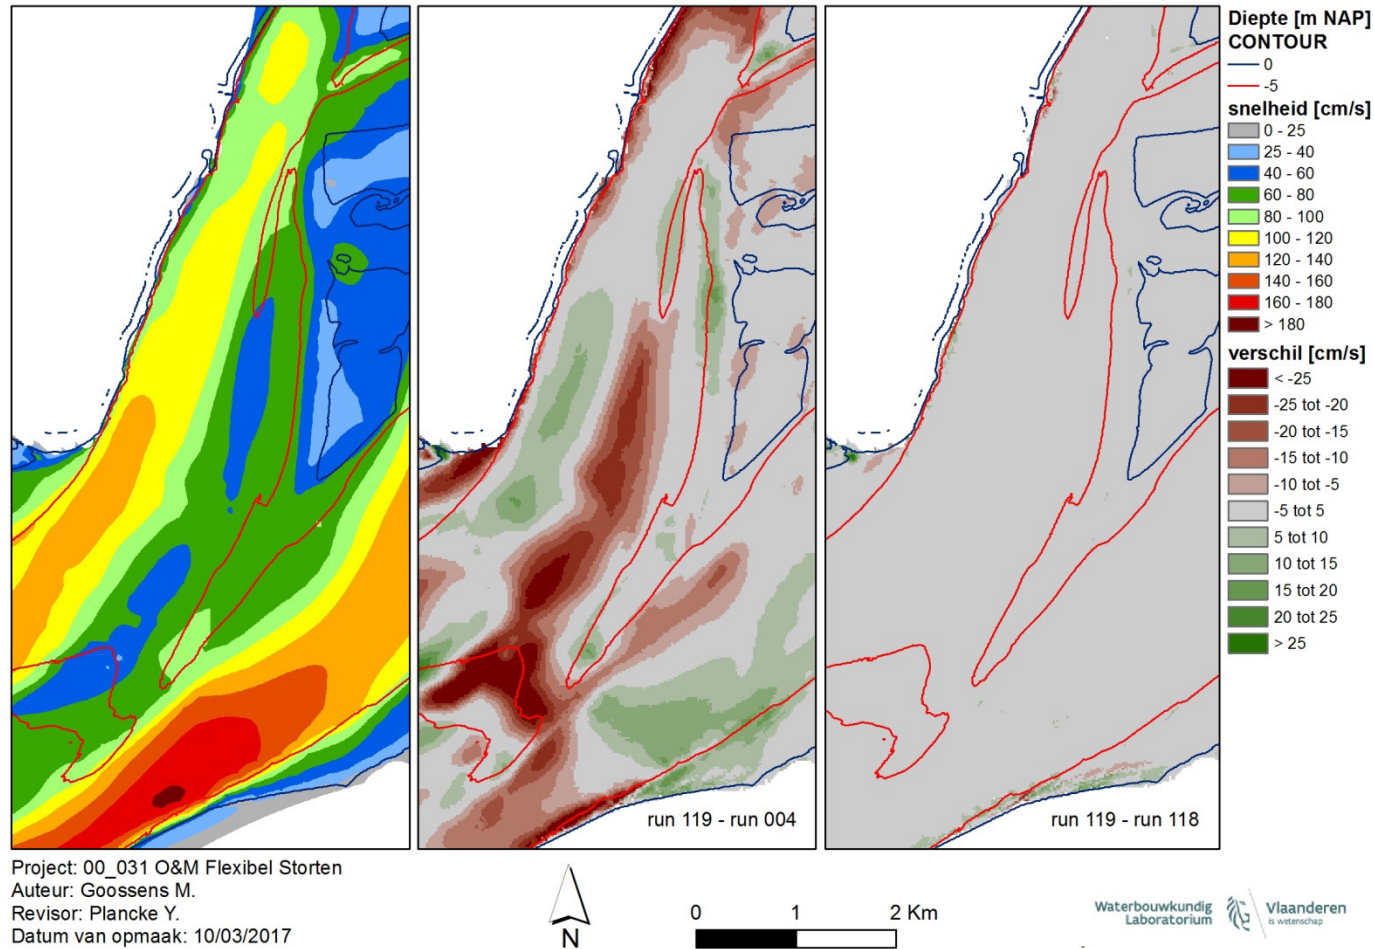 Diepte [m NAP]
CONTOUR
0
-5
snelheid [cm/s]
0 - 25
25 - 40
40 - 60
60 - 80
80 - 100
100 - 120
120 - 140
140 - 160
160 - 180
> 180
verschil [cm/s]
< -25
-25 tot -20
-20 tot -15
-15 tot -10
-10 tot -5
-5 tot 5
5 tot 10
10 tot 15
15 tot 20
20 tot 25
> 25
run 119 - run 004
run 119 - run 118
Project: 00_031 O&M Flexibel Storten
Auteur: Goossens M.
Revisor: Plancke Y.
Datum van opmaak: 10/03/2017
N
0 1 2 Km
Waterbouwkundig
Laboratorium
Vlaanderen
is wetenschap